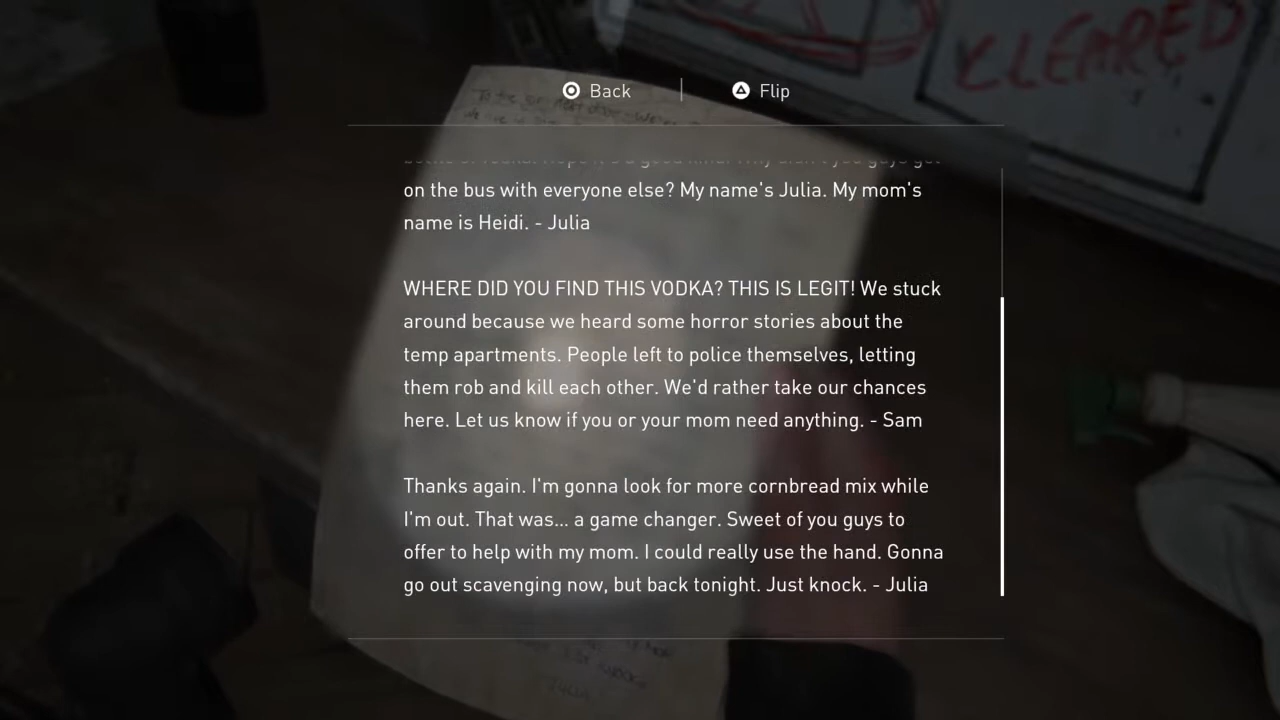 CLEARED
Back | Flip
on the bus with everyone else? My name's Julia. My mom's
name is Heidi. - Julia
WHERE DID YOU FIND THIS VODKA? THIS IS LEGIT! We stuck
around because we heard some horror stories about the
temp apartments. People left to police themselves, letting
them rob and kill each other. We'd rather take our chances
here. Let us know if you or your mom need anything. - Sam
Thanks again. I'm gonna look for more cornbread mix while
I'm out. That was... a game changer. Sweet of you guys to
offer to help with my mom. I could really use the hand. Gonna
go out scavenging now, but back tonight. Just knock. - Julia